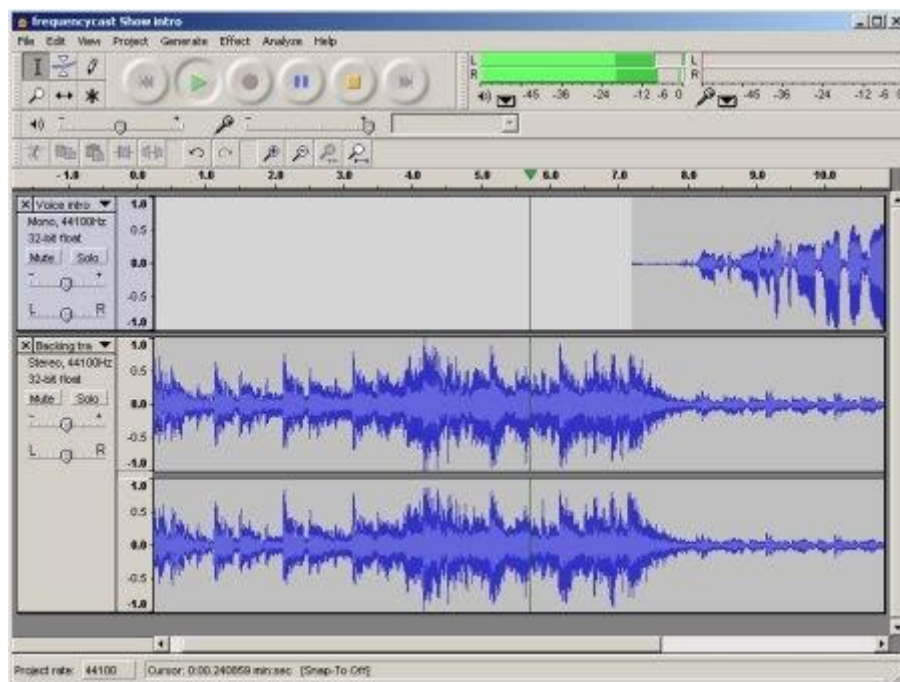 frequencycast Show intro
File Edit View Project Generate Effect Analyze Help
L
R
-45 -36 -24 -12 -6 0
L
R
-45 -36 -24 -12 -6 0
- +
- +
-1.0 0.0 1.0 2.0 3.0 4.0 5.0 6.0 7.0 8.0 9.0 10.0
X Voice intro
Mono, 44100Hz
32-bit float
Mute Solo
- +
L R
1.0
0.5
0.0
-0.5
-1.0
X Backing tra
Stereo, 44100Hz
32-bit float
Mute Solo
- +
L R
1.0
0.5
0.0
-0.5
-1.0
1.0
0.5
0.0
-0.5
-1.0
Project rate: 44100 Cursor: 0:00.240859 min:sec [Snap-To Off]